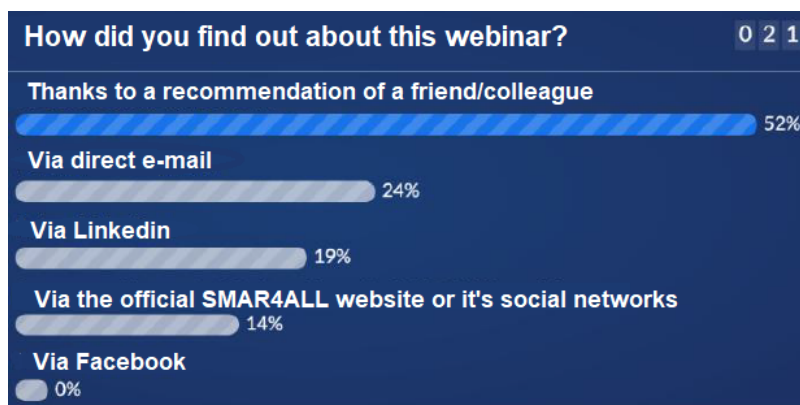 How did you find out about this webinar?
0 2 1
Thanks to a recommendation of a friend/colleague
52%
Via direct e-mail
24%
Via Linkedin
19%
Via the official SMAR4ALL website or it's social networks
14%
Via Facebook
0%